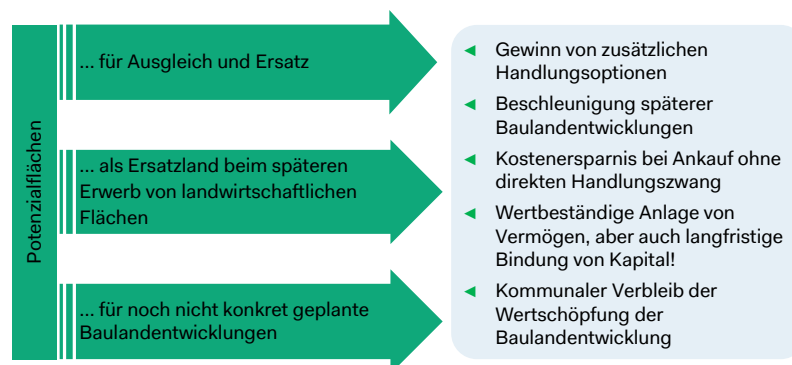 Potenzialflächen
... für Ausgleich und Ersatz
... als Ersatzland beim späteren
Erwerb von landwirtschaftlichen
Flächen
... für noch nicht konkret geplante
Baulandentwicklungen
Gewinn von zusätzlichen
Handlungsoptionen
Beschleunigung späterer
Baulandentwicklungen
Kostenersparnis bei Ankauf ohne
direkten Handlungszwang
Wertbeständige Anlage von
Vermögen, aber auch langfristige
Bindung von Kapital!
Kommunaler Verbleib der
Wertschöpfung der
Baulandentwicklung